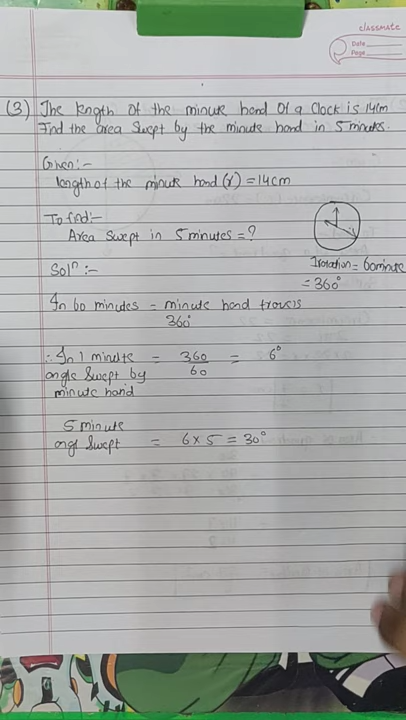 classmate
Date
Page
(3) The length of the minute hand of a clock is 14cm
Find the area swept by the minute hand in 5 minutes.
Given:-
length of the minute hand (r) = 14cm
To find:-
Area swept in 5 minutes = ?
Solⁿ :-
1 rotation = 60 minute
= 360°
In 60 minutes = minute hand travels
360°
∴ In 1 minute = 360/60 = 6°
angle swept by
minute hand
5 minute
angle swept = 6 × 5 = 30°